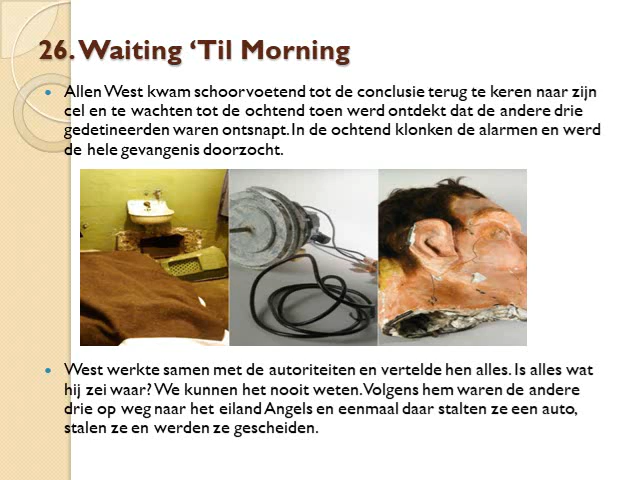 26. Waiting ‘Til Morning
Allen West kwam schoorvoetend tot de conclusie terug te keren naar zijn
cel en te wachten tot de ochtend toen werd ontdekt dat de andere drie
gedetineerden waren ontsnapt. In de ochtend klonken de alarmen en werd
de hele gevangenis doorzocht.
West werkte samen met de autoriteiten en vertelde hen alles. Is alles wat
hij zei waar? We kunnen het nooit weten. Volgens hem waren de andere
drie op weg naar het eiland Angels en eenmaal daar stalten ze een auto,
stalen ze en werden ze gescheiden.